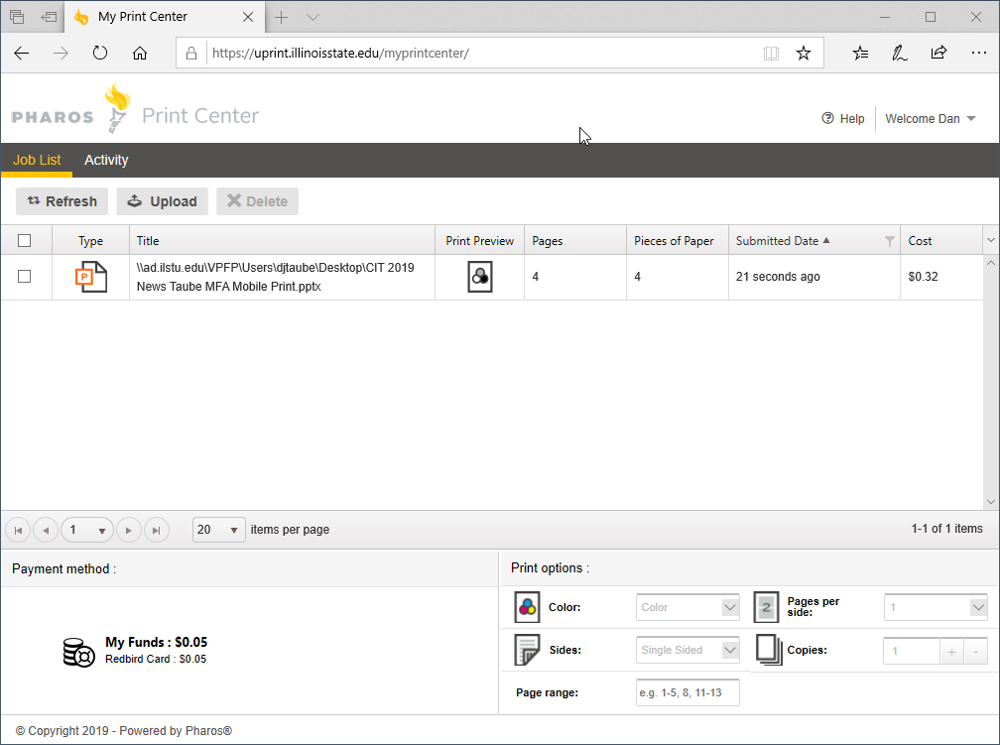 My Print Center
https://uprint.illinoisstate.edu/myprintcenter/
PHAROS Print Center
Help Welcome Dan
Job List Activity
Refresh Upload Delete
Type Title Print Preview Pages Pieces of Paper Submitted Date Cost
\\ad.ilstu.edu\VPFP\Users\djtaube\Desktop\CIT 2019
News Taube MFA Mobile Print.pptx
P 4 4 21 seconds ago $0.32
1 20 items per page 1-1 of 1 items
Payment method :
My Funds : $0.05
Redbird Card : $0.05
Print options :
Color: Color
2 Pages per
side: 1
Sides: Single Sided
Copies: 1 + -
Page range: e.g. 1-5, 8, 11-13
© Copyright 2019 - Powered by Pharos®